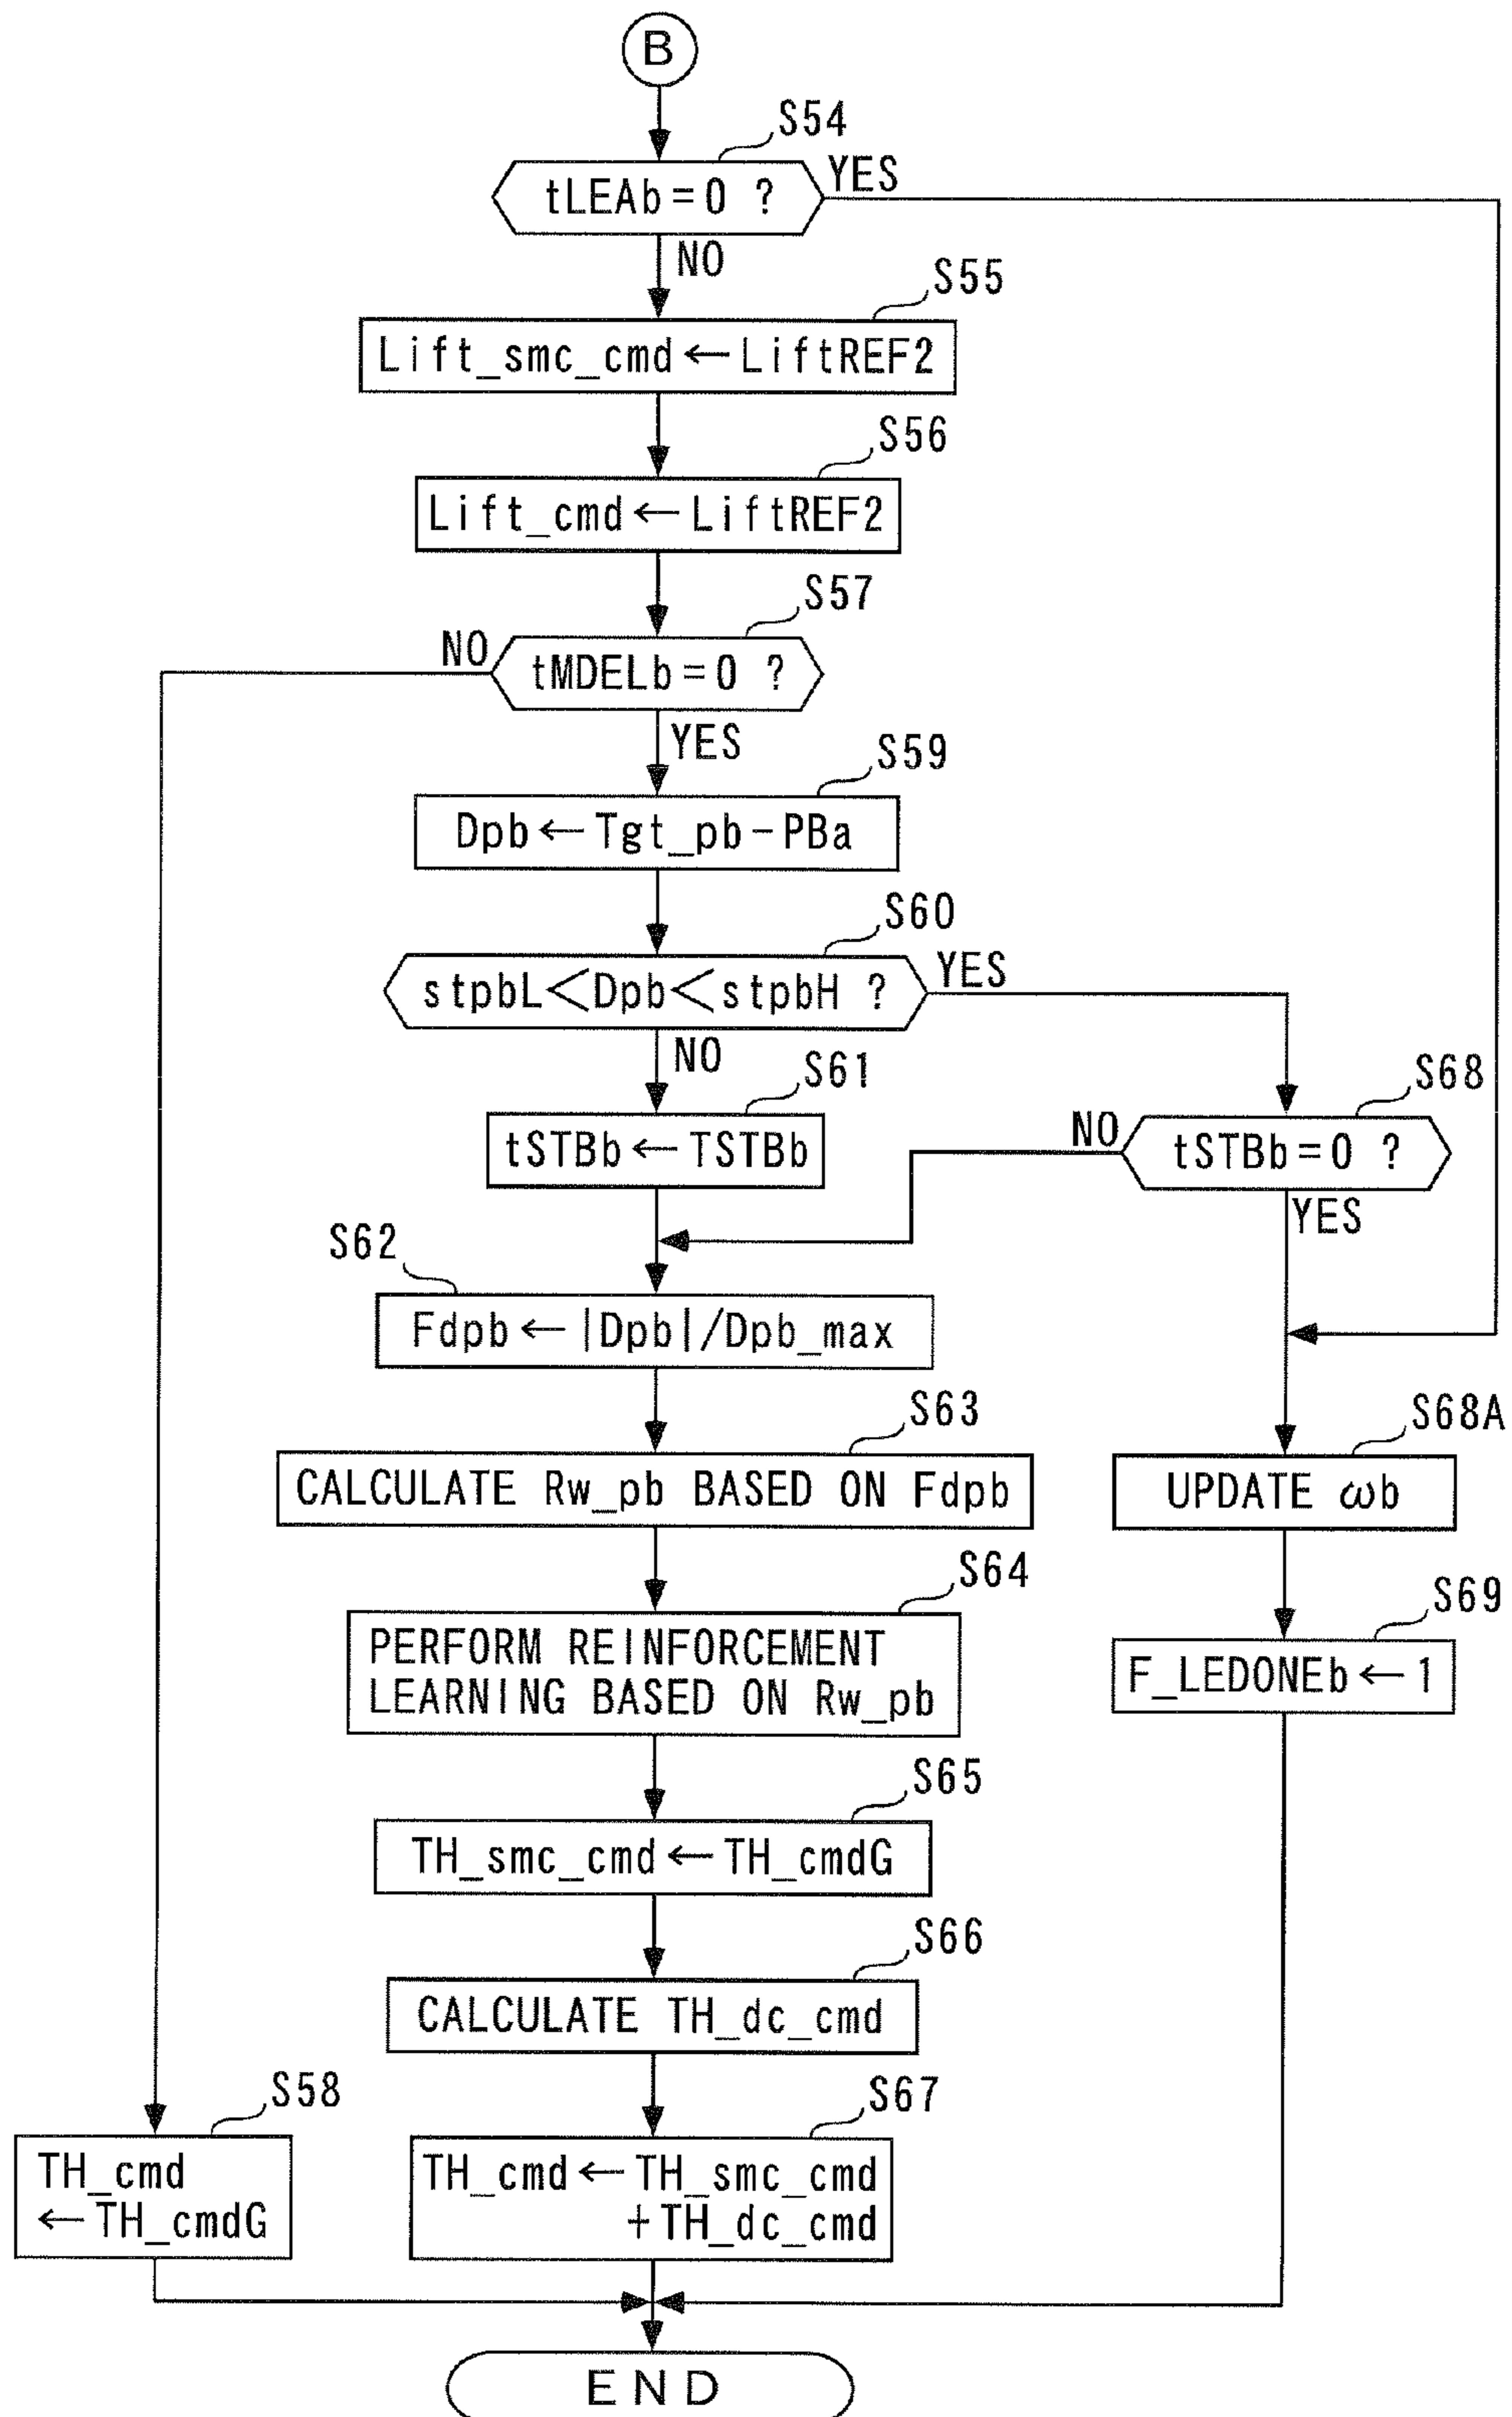 B
S54
tLEAb=0 ?
YES
NO
S55
Lift_smc_cmd←LiftREF2
S56
Lift_cmd←LiftREF2
S57
NO
tMDELb=0 ?
YES
S59
Dpb←Tgt_pb-PBa
S60
stpbL<Dpb<stpbH ?
YES
NO
S61
tSTBb←TSTBb
S68
NO
tSTBb=0 ?
YES
S62
Fdpb←|Dpb|/Dpb_max
S63
CALCULATE Rw_pb BASED ON Fdpb
S68A
UPDATE ωb
S64
PERFORM REINFORCEMENT
LEARNING BASED ON Rw_pb
S69
F_LEDONEb←1
S65
TH_smc_cmd←TH_cmdG
S66
CALCULATE TH_dc_cmd
S58
TH_cmd
←TH_cmdG
S67
TH_cmd←TH_smc_cmd
+TH_dc_cmd
END